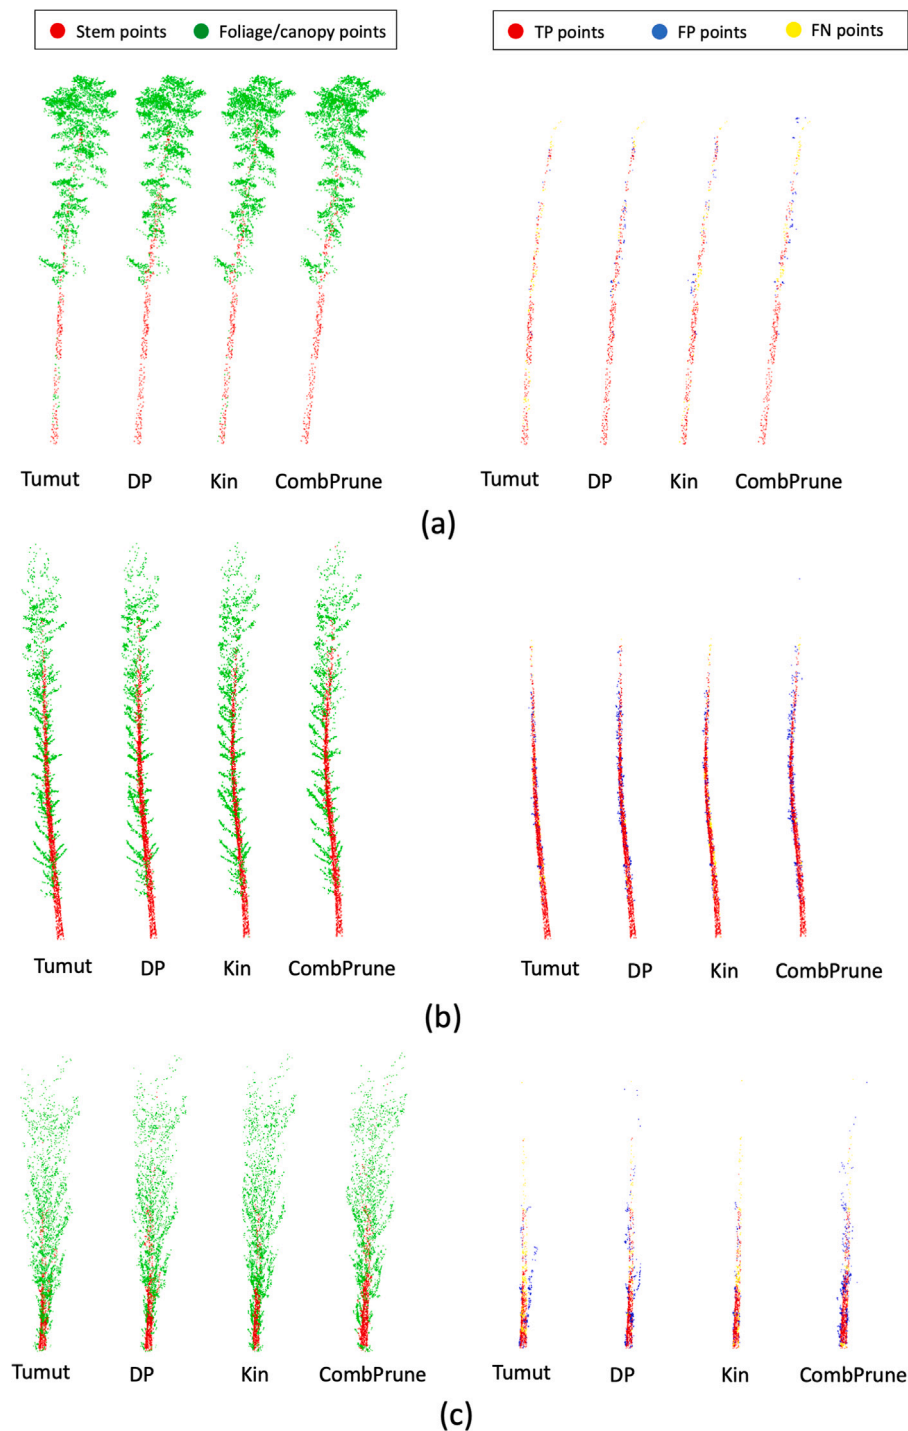 Stem points Foliage/canopy points TP points FP points FN points
Tumut DP Kin CombPrune Tumut DP Kin CombPrune
(a)
Tumut DP Kin CombPrune Tumut DP Kin CombPrune
(b)
Tumut DP Kin CombPrune Tumut DP Kin CombPrune
(c)